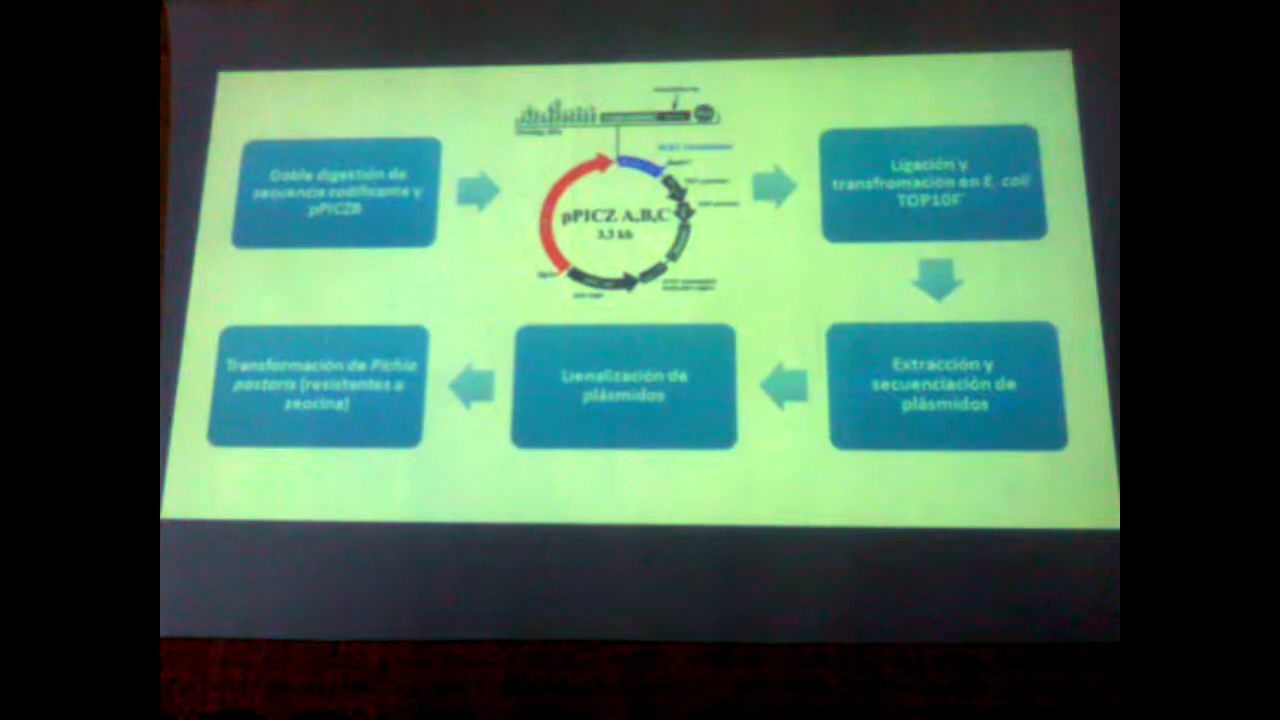 Doble digestión de
secuencia codificante y
pPICZB
pPICZ A,B,C
3.3 kb
Ligación y
transfromación en E. coli
TOP10F'
Extracción y
secuenciación de
plásmidos
Lienalización de
plásmidos
Transformación de Pichia
pastoris (resistentes a
zeocina)